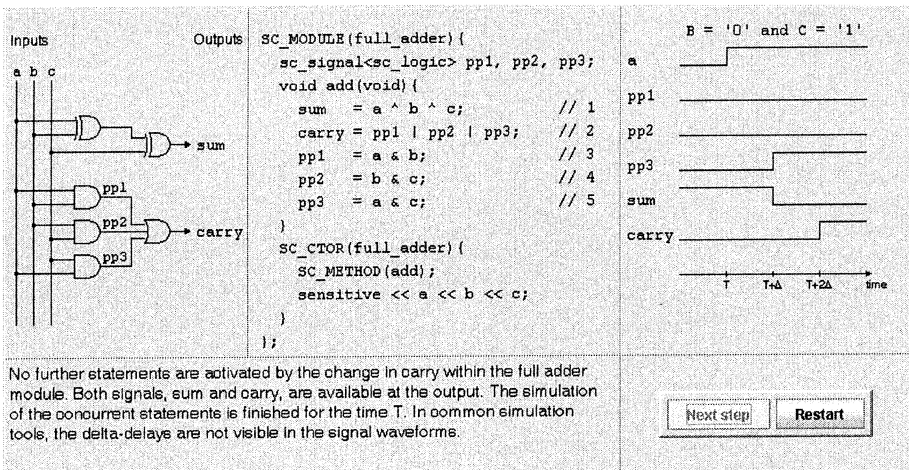 Inputs
Outputs
a b c
sum
pp1
pp2
carry
pp3
SC_MODULE(full_adder){
sc_signal<sc_logic> pp1, pp2, pp3;
void add(void){
sum = a ^ b ^ c; // 1
carry = pp1 | pp2 | pp3; // 2
pp1 = a & b; // 3
pp2 = b & c; // 4
pp3 = a & c; // 5
}
SC_CTOR(full_adder){
SC_METHOD(add);
sensitive << a << b << c;
}
};
B = '0' and C = '1'
a
pp1
pp2
pp3
sum
carry
T T+Δ T+2Δ time
No further statements are activated by the change in carry within the full adder
module. Both signals, sum and carry, are available at the output. The simulation
of the concurrent statements is finished for the time T. In common simulation
tools, the delta-delays are not visible in the signal waveforms.
Next step
Restart